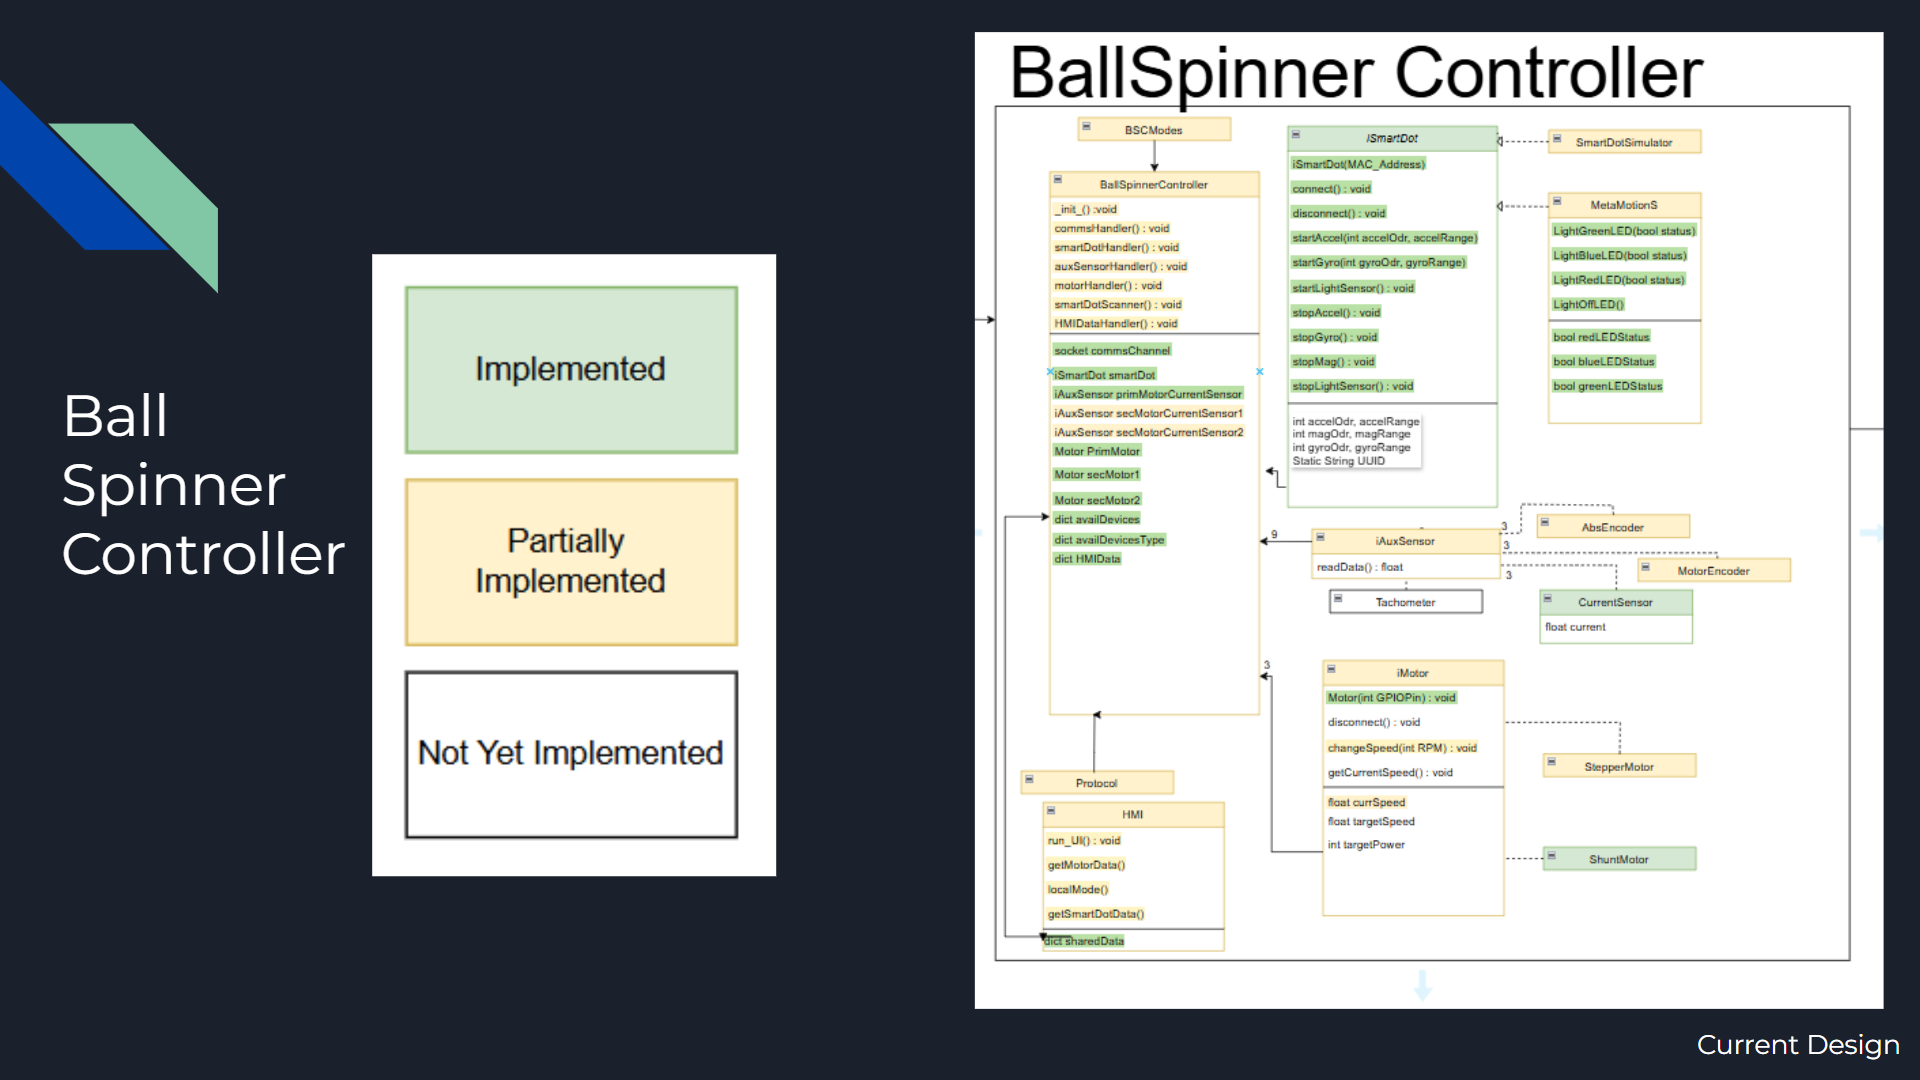 Ball
Spinner
Controller
Implemented
Partially
Implemented
Not Yet Implemented
BallSpinner Controller
BSCModes
BallSpinnerController
_init_() :void
commsHandler() : void
smartDotHandler() : void
auxSensorHandler() : void
motorHandler() : void
smartDotScanner() : void
HMIDataHandler() : void
socket commsChannel
iSmartDot smartDot
iAuxSensor primMotorCurrentSensor
iAuxSensor secMotorCurrentSensor1
iAuxSensor secMotorCurrentSensor2
Motor PrimMotor
Motor secMotor1
Motor secMotor2
dict availDevices
dict availDevicesType
dict HMIData
Protocol
HMI
run_UI() : void
getMotorData()
localMode()
getSmartDotData()
dict sharedData
iSmartDot
iSmartDot(MAC_Address)
connect() : void
disconnect() : void
startAccel(int accelOdr, accelRange)
startGyro(int gyroOdr, gyroRange)
startLightSensor() : void
stopAccel() : void
stopGyro() : void
stopMag() : void
stopLightSensor() : void
int accelOdr, accelRange
int magOdr, magRange
int gyroOdr, gyroRange
Static String UUID
SmartDotSimulator
MetaMotionS
LightGreenLED(bool status)
LightBlueLED(bool status)
LightRedLED(bool status)
LightOffLED()
bool redLEDStatus
bool blueLEDStatus
bool greenLEDStatus
9
iAuxSensor
readData() : float
3
3
3
Tachometer
AbsEncoder
MotorEncoder
CurrentSensor
float current
3
iMotor
Motor(int GPIOPin) : void
disconnect() : void
changeSpeed(int RPM) : void
getCurrentSpeed() : void
float currSpeed
float targetSpeed
int targetPower
StepperMotor
ShuntMotor
Current Design